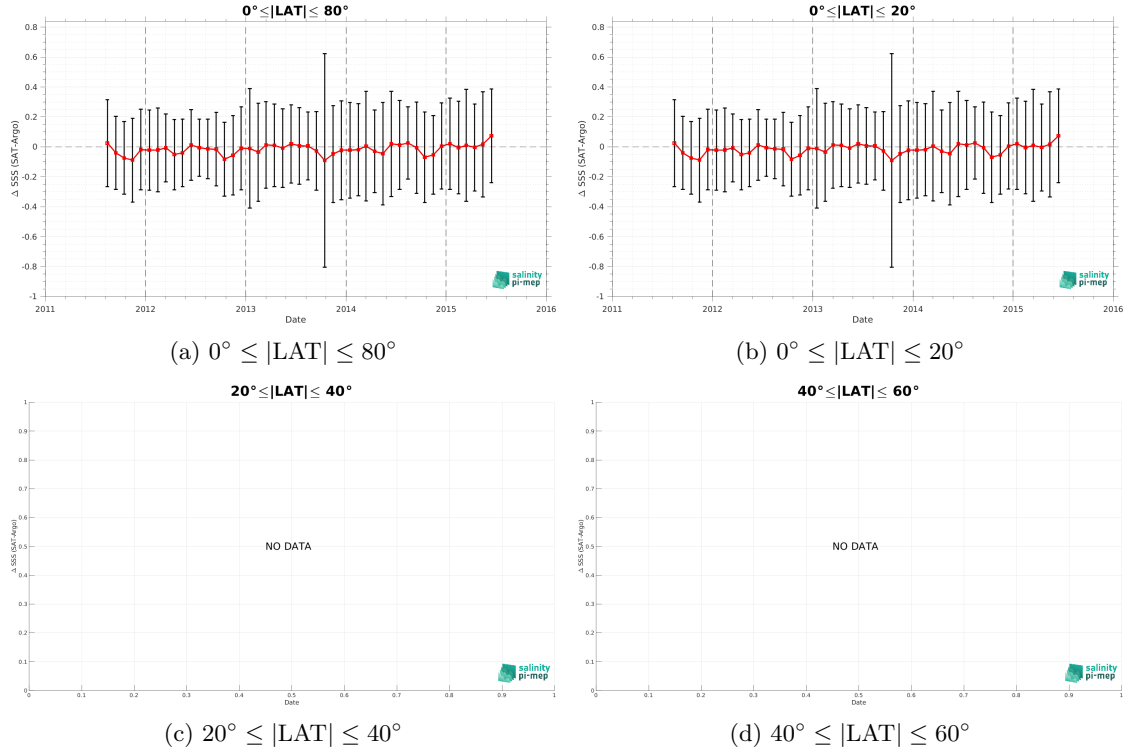 0°≤|LAT|≤ 80°
Δ SSS (SAT-Argo)
0.8
0.6
0.4
0.2
0
-0.2
-0.4
-0.6
-0.8
-1
2011 2012 2013 2014 2015 2016
Date
salinity
pi-mep
(a) 0° ≤ |LAT| ≤ 80°
0°≤|LAT|≤ 20°
Δ SSS (SAT-Argo)
0.8
0.6
0.4
0.2
0
-0.2
-0.4
-0.6
-0.8
-1
2011 2012 2013 2014 2015 2016
Date
salinity
pi-mep
(b) 0° ≤ |LAT| ≤ 20°
20°≤|LAT|≤ 40°
Δ SSS (SAT-Argo)
1
0.9
0.8
0.7
0.6
0.5
0.4
0.3
0.2
0.1
0
NO DATA
0 0.1 0.2 0.3 0.4 0.5 0.6 0.7 0.8 0.9 1
Date
salinity
pi-mep
(c) 20° ≤ |LAT| ≤ 40°
40°≤|LAT|≤ 60°
Δ SSS (SAT-Argo)
1
0.9
0.8
0.7
0.6
0.5
0.4
0.3
0.2
0.1
0
NO DATA
0 0.1 0.2 0.3 0.4 0.5 0.6 0.7 0.8 0.9 1
Date
salinity
pi-mep
(d) 40° ≤ |LAT| ≤ 60°